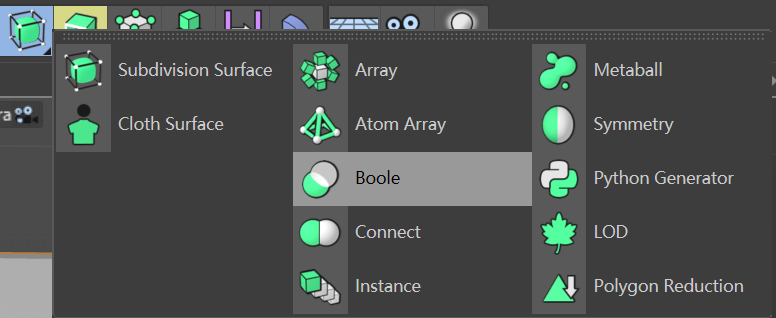 ra
Subdivision Surface
Cloth Surface
Array
Atom Array
Boole
Connect
Instance
Metaball
Symmetry
Python Generator
LOD
Polygon Reduction